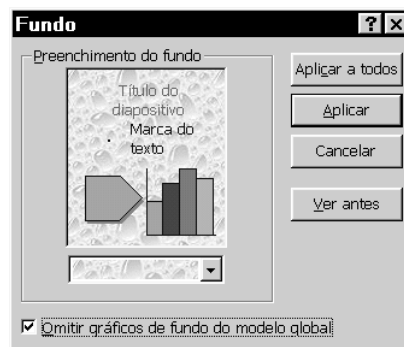 Fundo
Preenchimento do fundo
Título do
diapositivo
Marca do
texto
Aplicar a todos
Aplicar
Cancelar
Ver antes
Omitir gráficos de fundo do modelo global